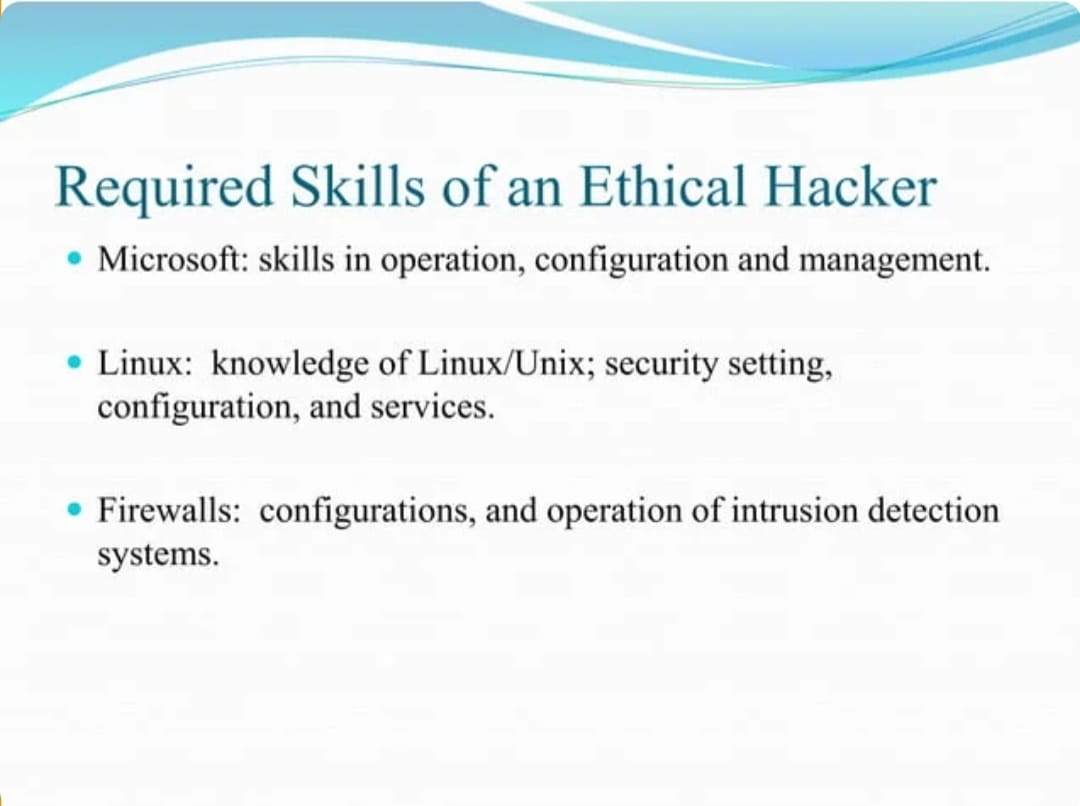 Required Skills of an Ethical Hacker
• Microsoft: skills in operation, configuration and management.
• Linux:  knowledge of Linux/Unix; security setting,
configuration, and services.
• Firewalls:  configurations, and operation of intrusion detection
systems.